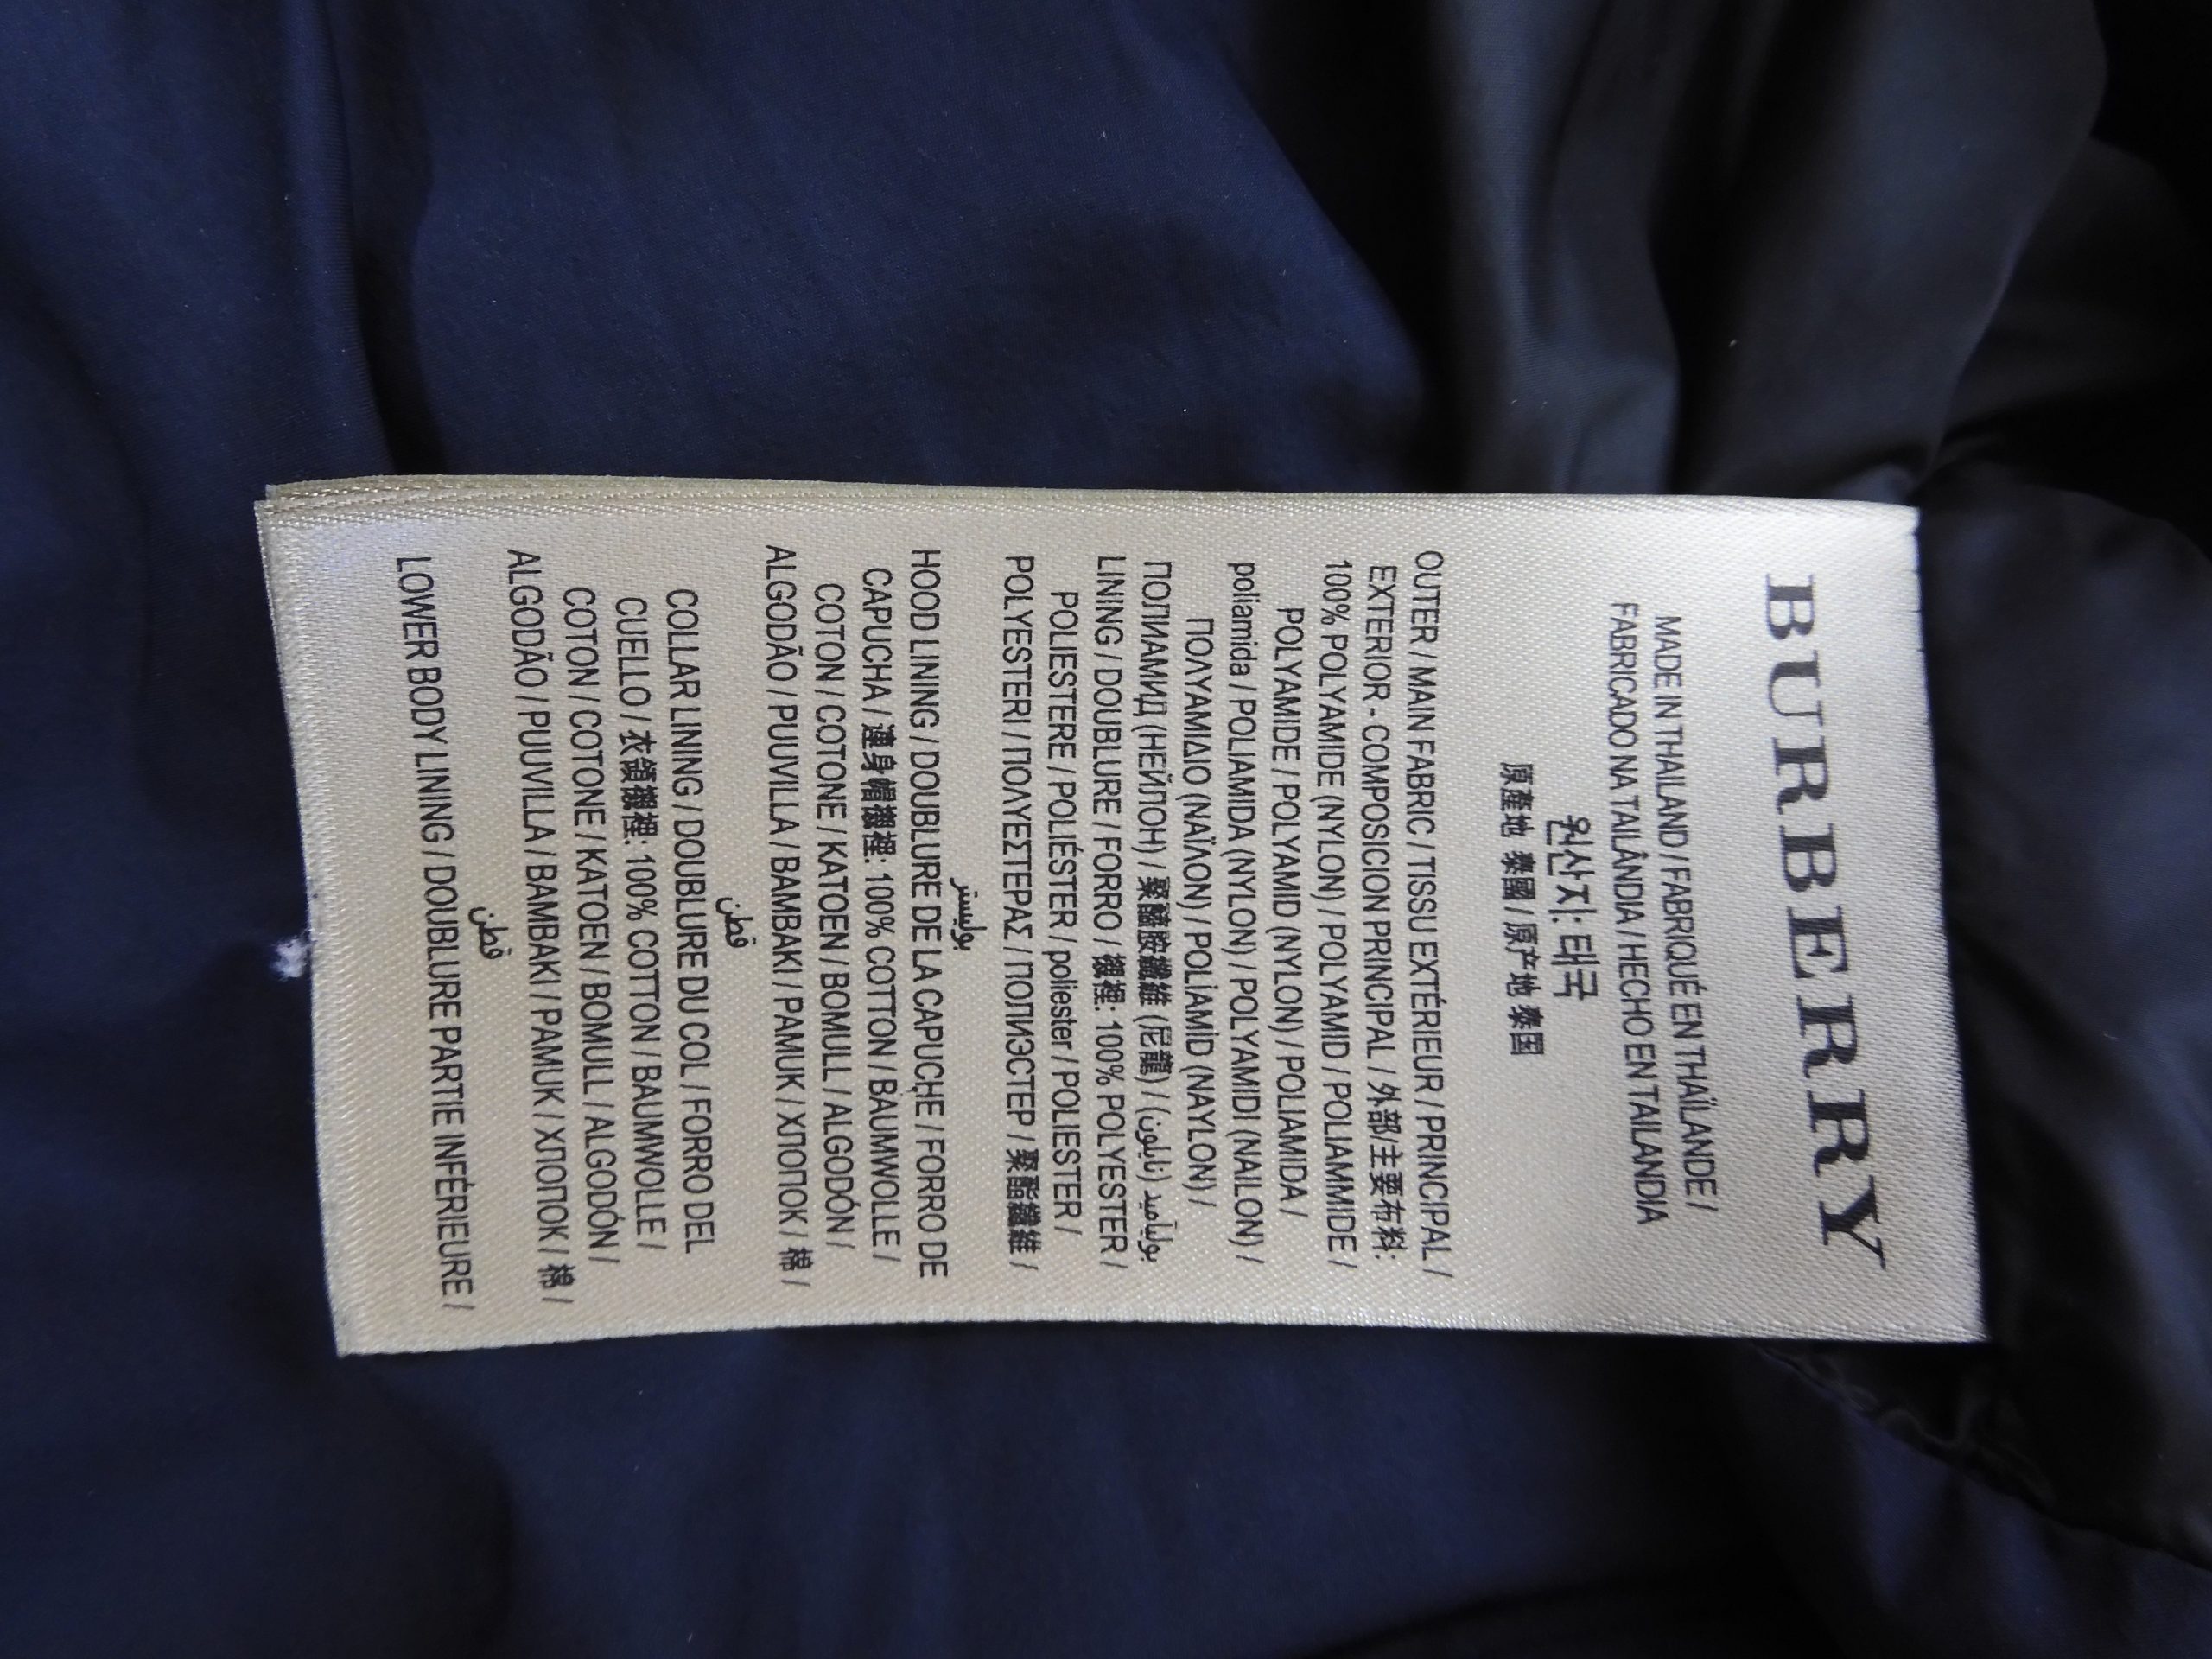 BURBERRY
MADE IN THAILAND / FABRIQUÉ EN THAÏLANDE /
FABRICADO NA TAILÂNDIA / HECHO EN TAILANDIA
원산지: 태국
原產地 泰國 / 原产地 泰国
OUTER / MAIN FABRIC / TISSU EXTÉRIEUR / PRINCIPAL /
EXTERIOR - COMPOSICION PRINCIPAL / 外部/主要布料:
100% POLYAMIDE (NYLON) / POLYAMID / POLIAMMIDE /
POLYAMIDE / POLYAMID (NYLON) / POLIAMIDA /
poliamida / POLIAMIDA (NYLON) / POLYAMIDI (NAILON) /
ΠΟΛΥΑΜΙΔΙΟ (ΝΑΪΛΟΝ) / POLİAMİD (NAYLON) /
ПОЛИАМИД (НЕЙЛОН) / 聚醯胺纖維 (尼龍) / بولیأمید (نایلون)
LINING / DOUBLURE / FORRO / 襯裡: 100% POLYESTER /
POLIESTERE / POLIÉSTER / poliester / POLIESTER /
POLYESTERI / ΠΟΛΥΕΣΤΕΡΑΣ / ПОЛИЭСТЕР / 聚酯纖維 /
بوليستر
HOOD LINING / DOUBLURE DE LA CAPUCHE / FORRO DE
CAPUCHA / 連身帽襯裡: 100% COTTON / BAUMWOLLE /
COTON / COTONE / KATOEN / BOMULL / ALGODÓN /
ALGODÃO / PUUVILLA / BAMBAKI / PAMUK / ХЛОПОК / 棉 /
قطن
COLLAR LINING / DOUBLURE DU COL / FORRO DEL
CUELLO / 衣領襯裡: 100% COTTON / BAUMWOLLE /
COTON / COTONE / KATOEN / BOMULL / ALGODÓN /
ALGODÃO / PUUVILLA / BAMBAKI / PAMUK / ХЛОПОК / 棉 /
قطن
LOWER BODY LINING / DOUBLURE PARTIE INFÉRIEURE /